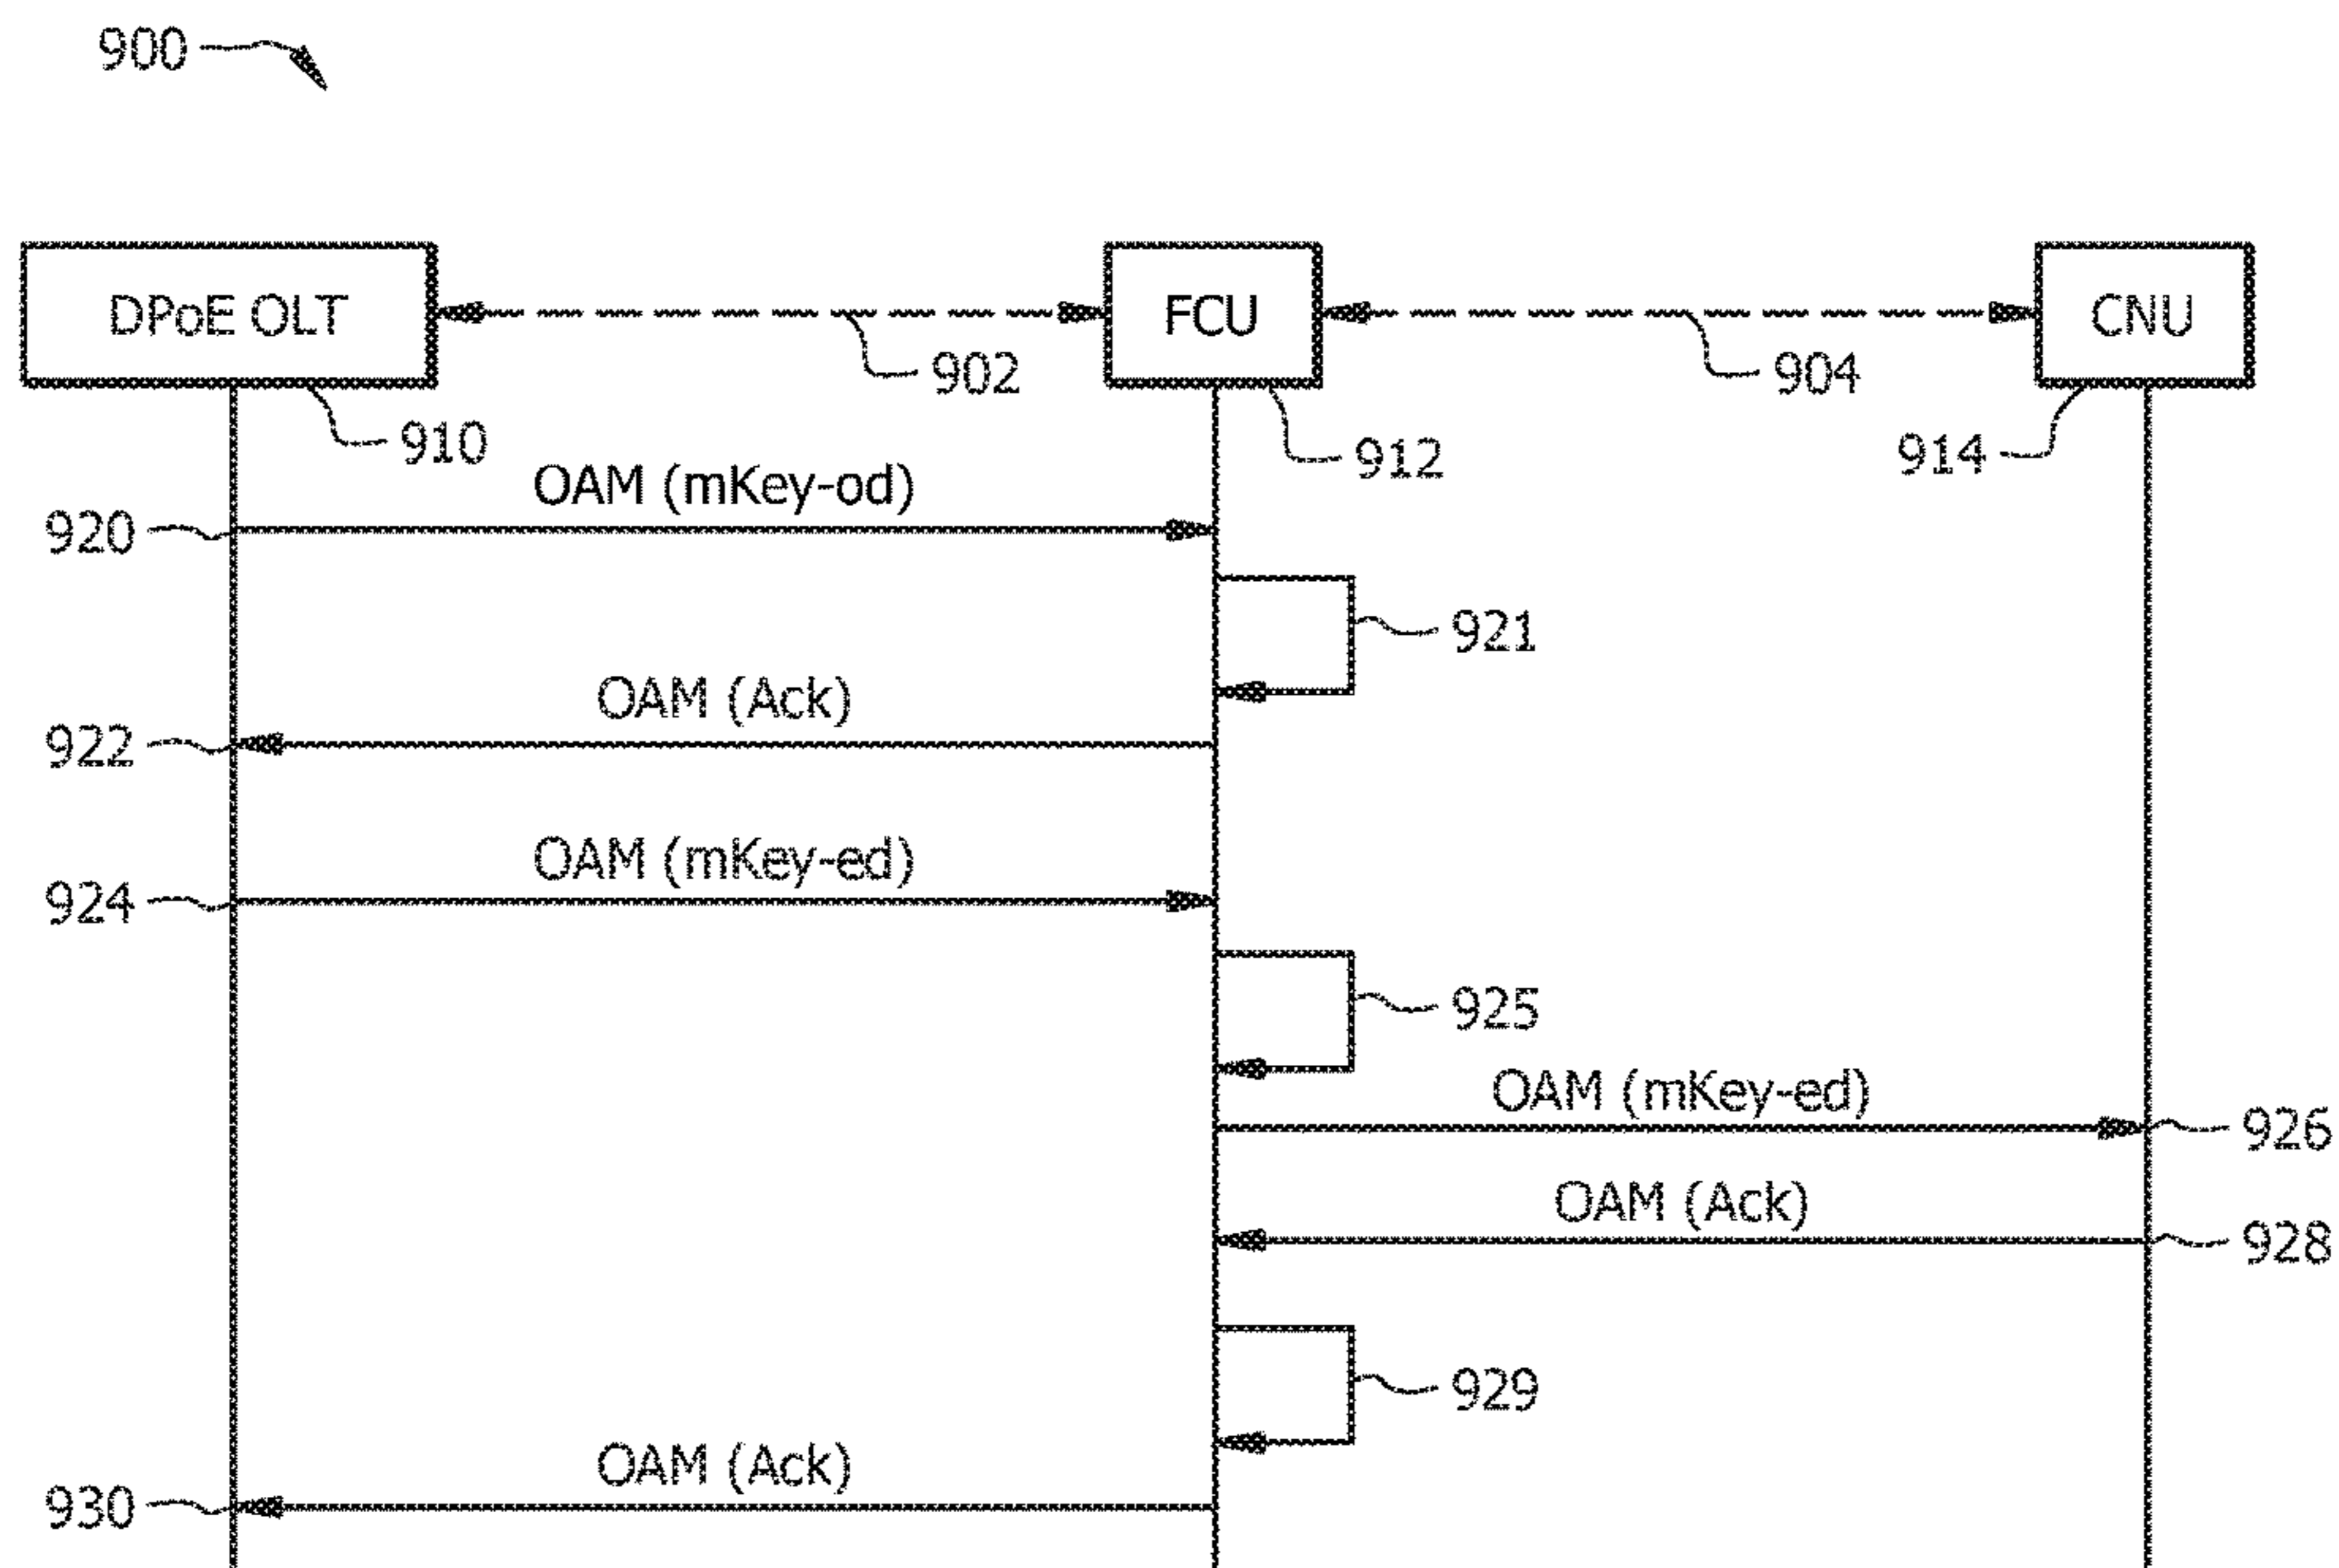 900
DPoE OLT
FCU
CNU
902
904
910
912
914
OAM (mKey-od)
920
921
OAM (Ack)
922
OAM (mKey-ed)
924
925
OAM (mKey-ed)
926
OAM (Ack)
928
929
OAM (Ack)
930